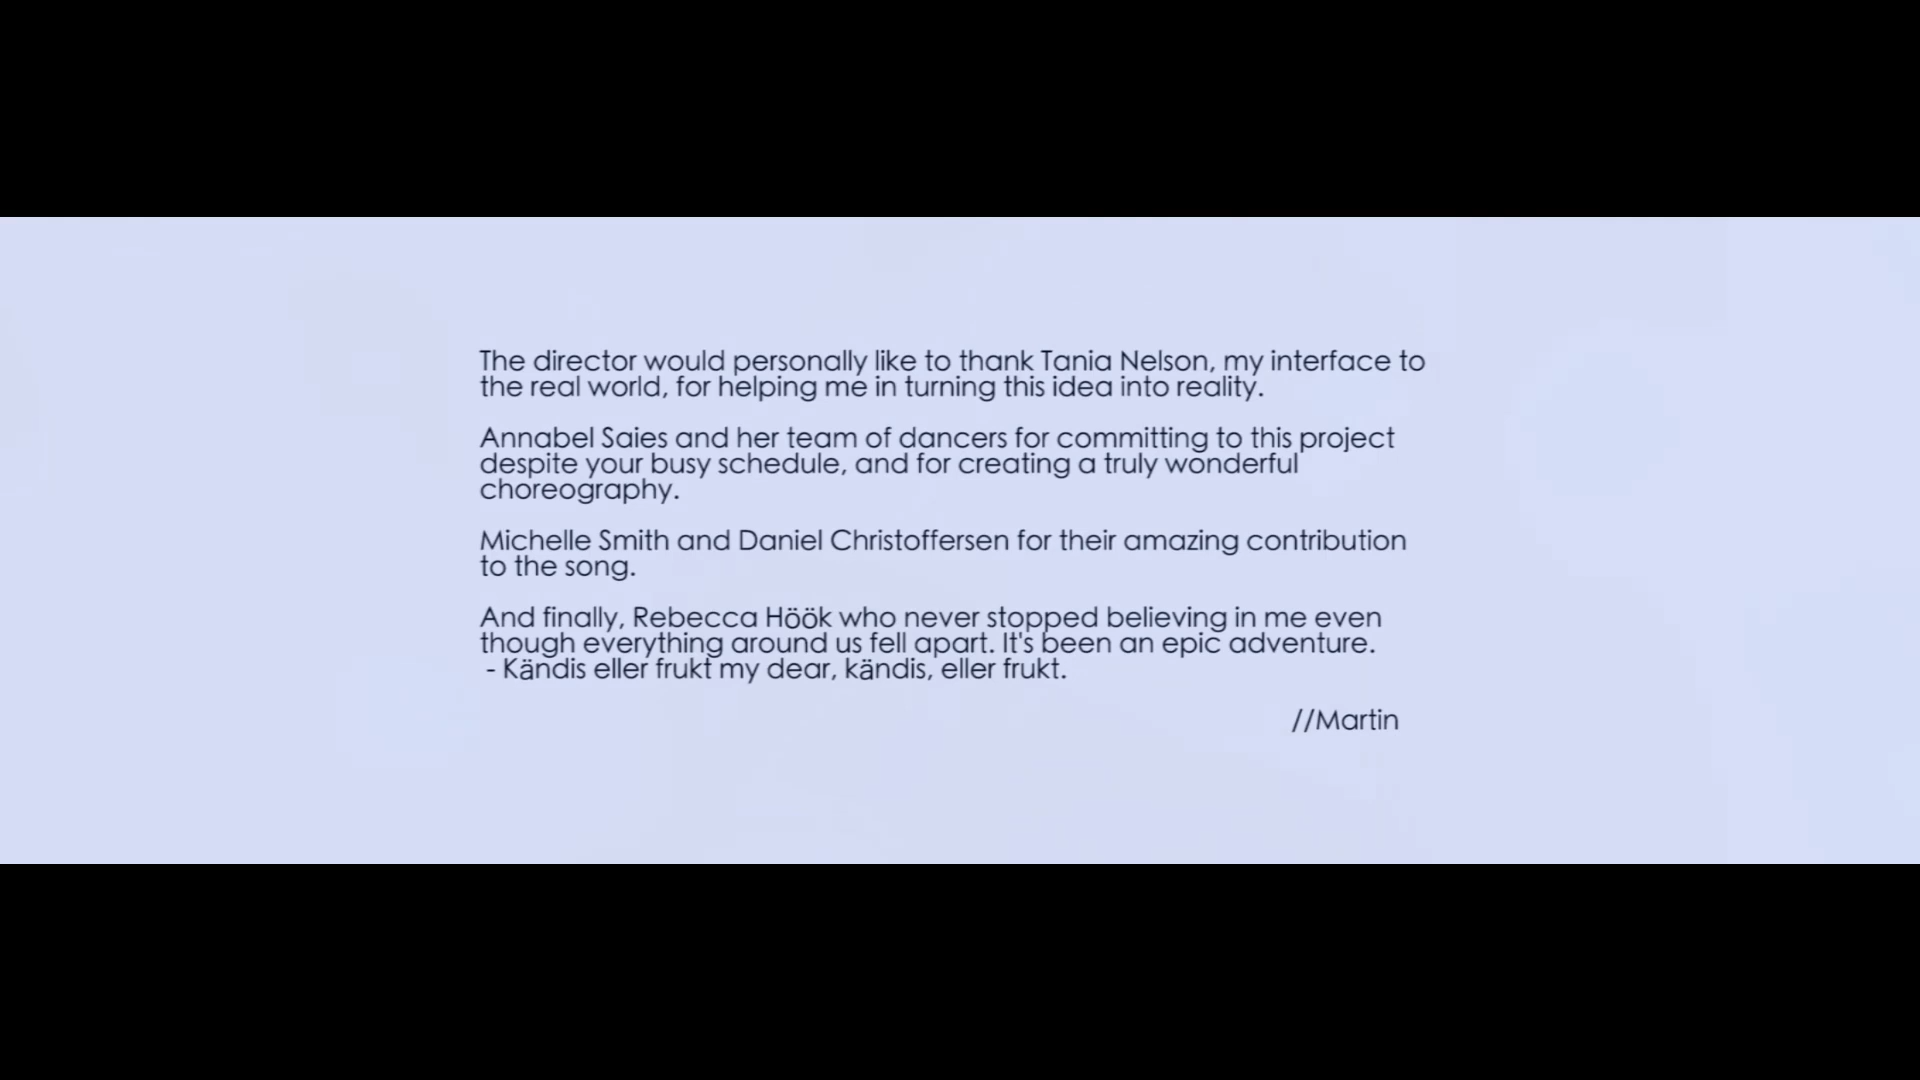 The director would personally like to thank Tania Nelson, my interface to
the real world, for helping me in turning this idea into reality.
Annabel Saies and her team of dancers for committing to this project
despite your busy schedule, and for creating a truly wonderful
choreography.
Michelle Smith and Daniel Christoffersen for their amazing contribution
to the song.
And finally, Rebecca Höök who never stopped believing in me even
though everything around us fell apart. It's been an epic adventure.
- Kändis eller frukt my dear, kändis, eller frukt.
//Martin